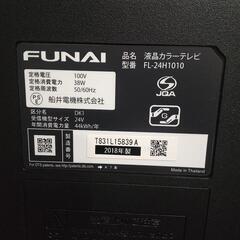 FUNAI
品名 液晶カラーテレビ
型番 FL-24H1010
定格電圧 100V
定格消費電力 38W
定格周波数 50/60Hz
船井電機株式会社
JQA
区分名 DK1
受信機型サイズ 24V
年間消費電力量 44kWh/年
T831L15839 A
2018年製
Made in Thailand